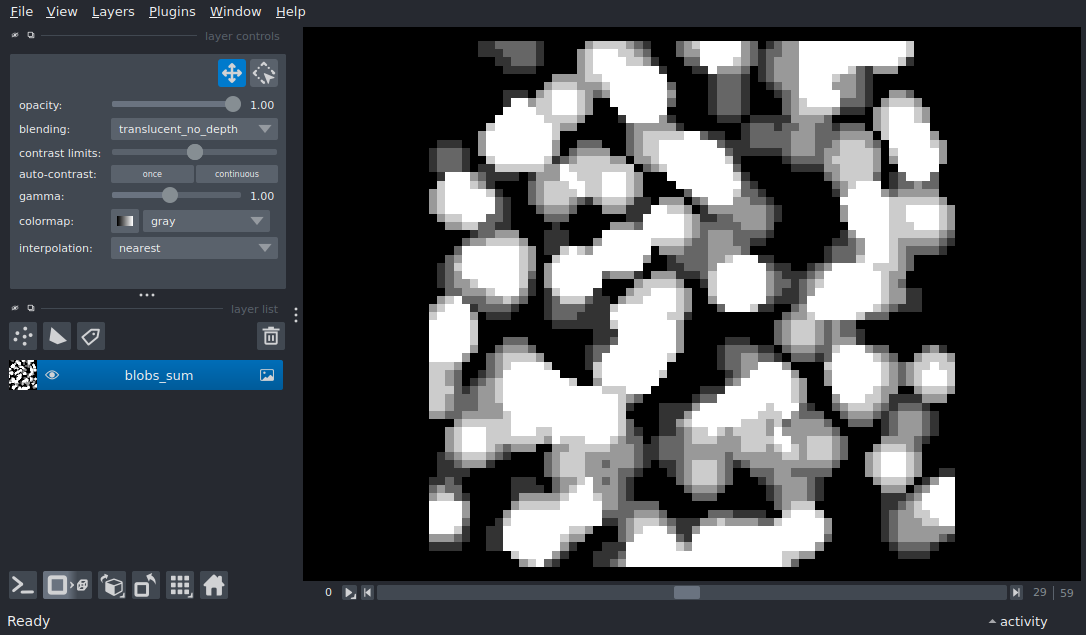 File View Layers Plugins Window Help
layer controls
opacity: 1.00
blending: translucent_no_depth
contrast limits:
auto-contrast: once continuous
gamma: 1.00
colormap: gray
interpolation: nearest
layer list
blobs_sum
0 29 59
Ready activity